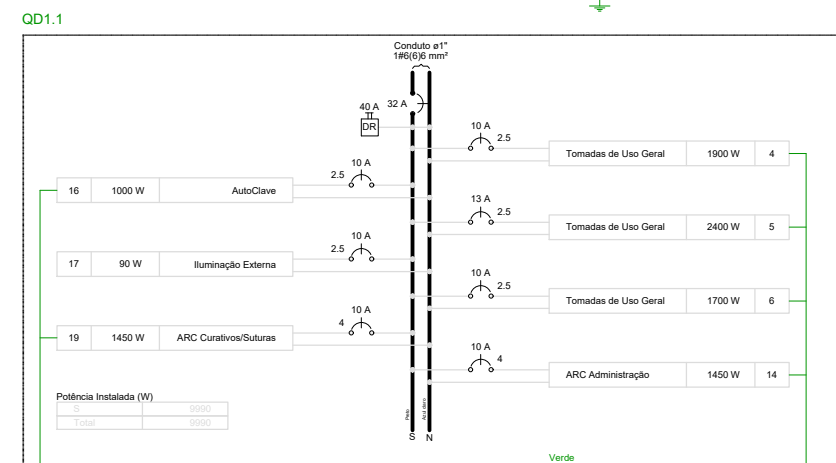 QD1.1
Conduto ø1"
1#6(6)6 mm²
40 A
32 A
DR
10 A
2.5
Tomadas de Uso Geral 1900 W 4
10 A
2.5
16 1000 W AutoClave
13 A
2.5
Tomadas de Uso Geral 2400 W 5
10 A
2.5
17 90 W Iluminação Externa
10 A
2.5
Tomadas de Uso Geral 1700 W 6
10 A
4
19 1450 W ARC Curativos/Suturas
10 A
4
ARC Administração 1450 W 14
Potência Instalada (W)
S 9990
Total 9990
Preto
Azul claro
S N
Verde